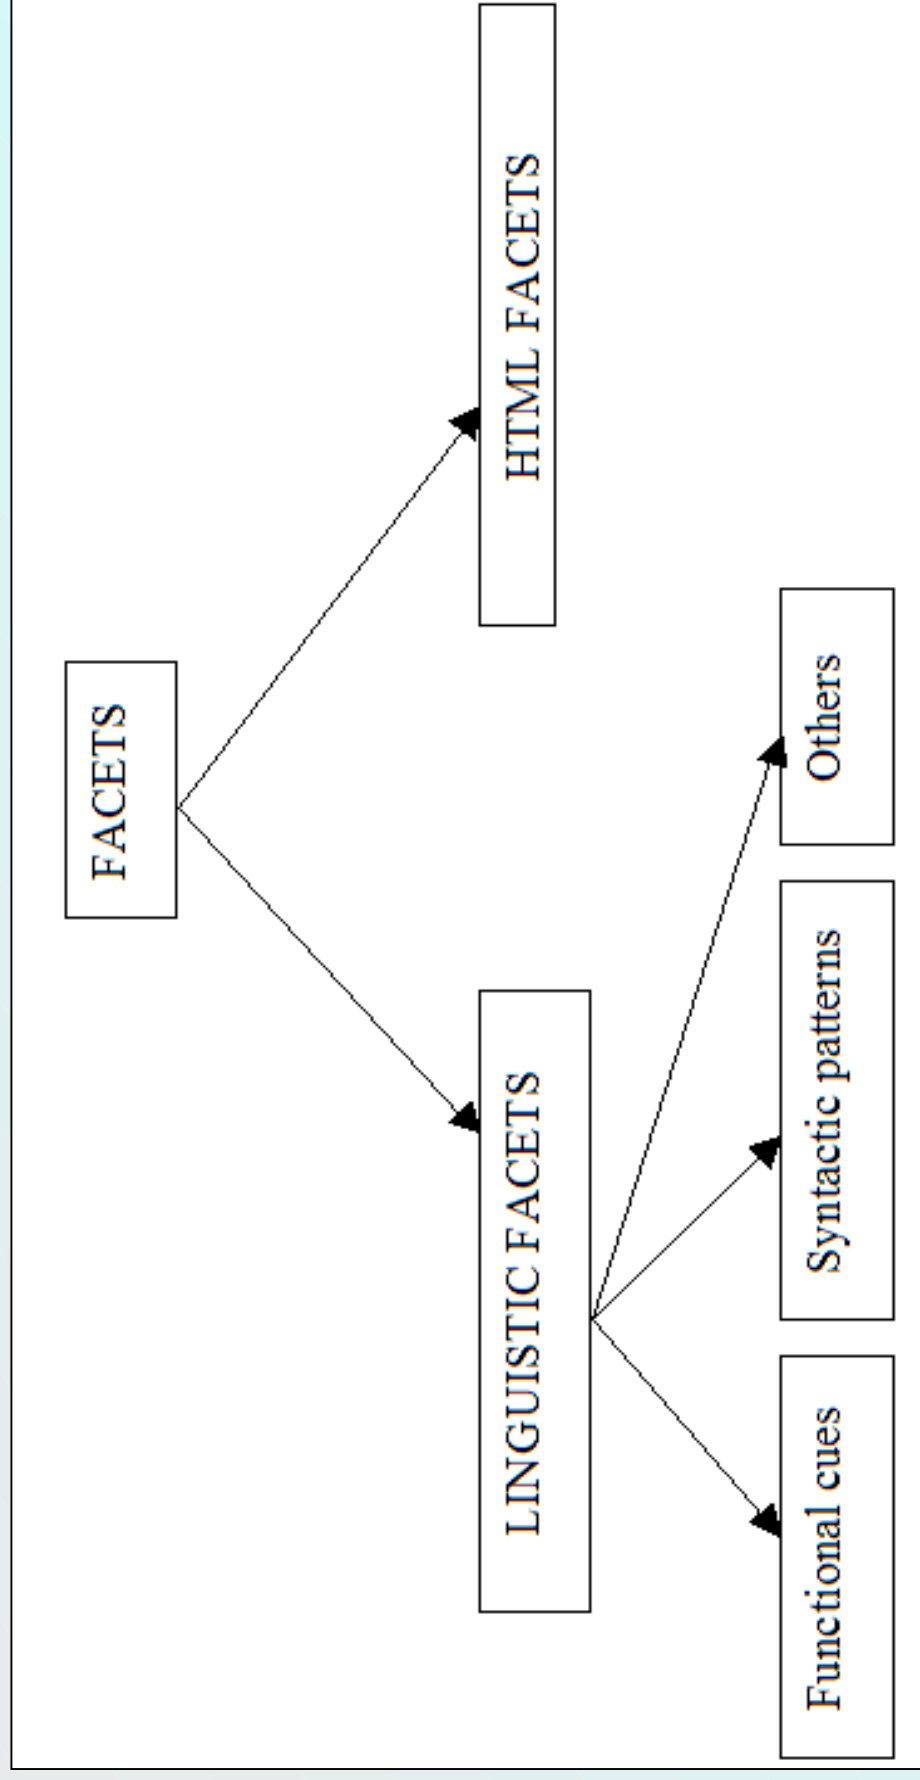 FACETS
LINGUISTIC FACETS
HTML FACETS
Functional cues
Syntactic patterns
Others